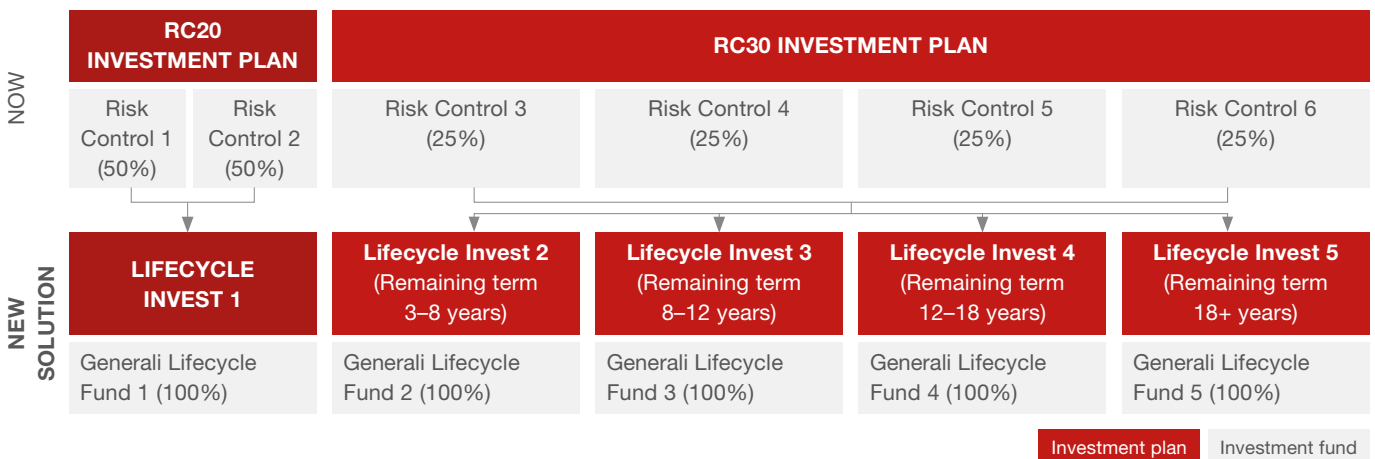 NOW
RC20
INVESTMENT PLAN
RC30 INVESTMENT PLAN
Risk
Control 1
(50%)
Risk
Control 2
(50%)
Risk Control 3
(25%)
Risk Control 4
(25%)
Risk Control 5
(25%)
Risk Control 6
(25%)
NEW
SOLUTION
LIFECYCLE
INVEST 1
Lifecycle Invest 2
(Remaining term
3–8 years)
Lifecycle Invest 3
(Remaining term
8–12 years)
Lifecycle Invest 4
(Remaining term
12–18 years)
Lifecycle Invest 5
(Remaining term
18+ years)
Generali Lifecycle
Fund 1 (100%)
Generali Lifecycle
Fund 2 (100%)
Generali Lifecycle
Fund 3 (100%)
Generali Lifecycle
Fund 4 (100%)
Generali Lifecycle
Fund 5 (100%)
Investment plan
Investment fund